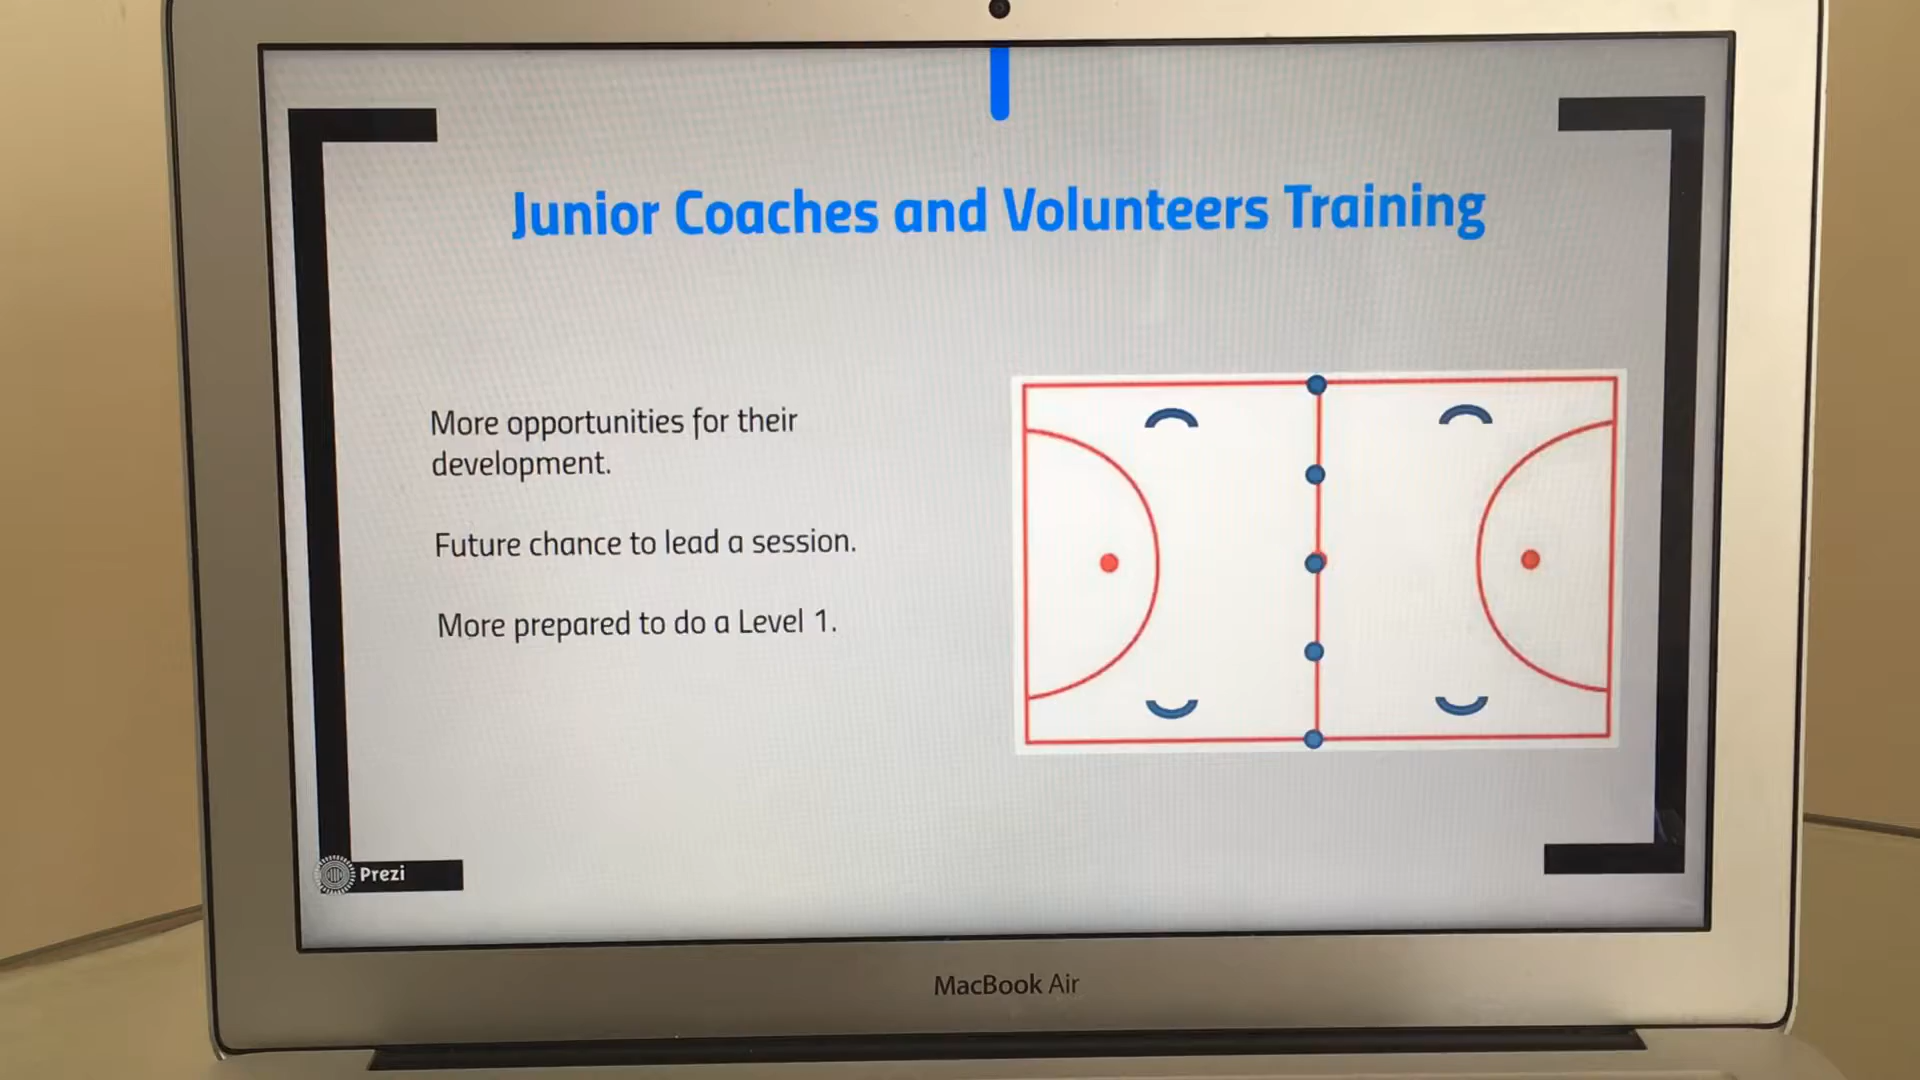 Junior Coaches and Volunteers Training
More opportunities for their
development.
Future chance to lead a session.
More prepared to do a Level 1.
Prezi
MacBook Air